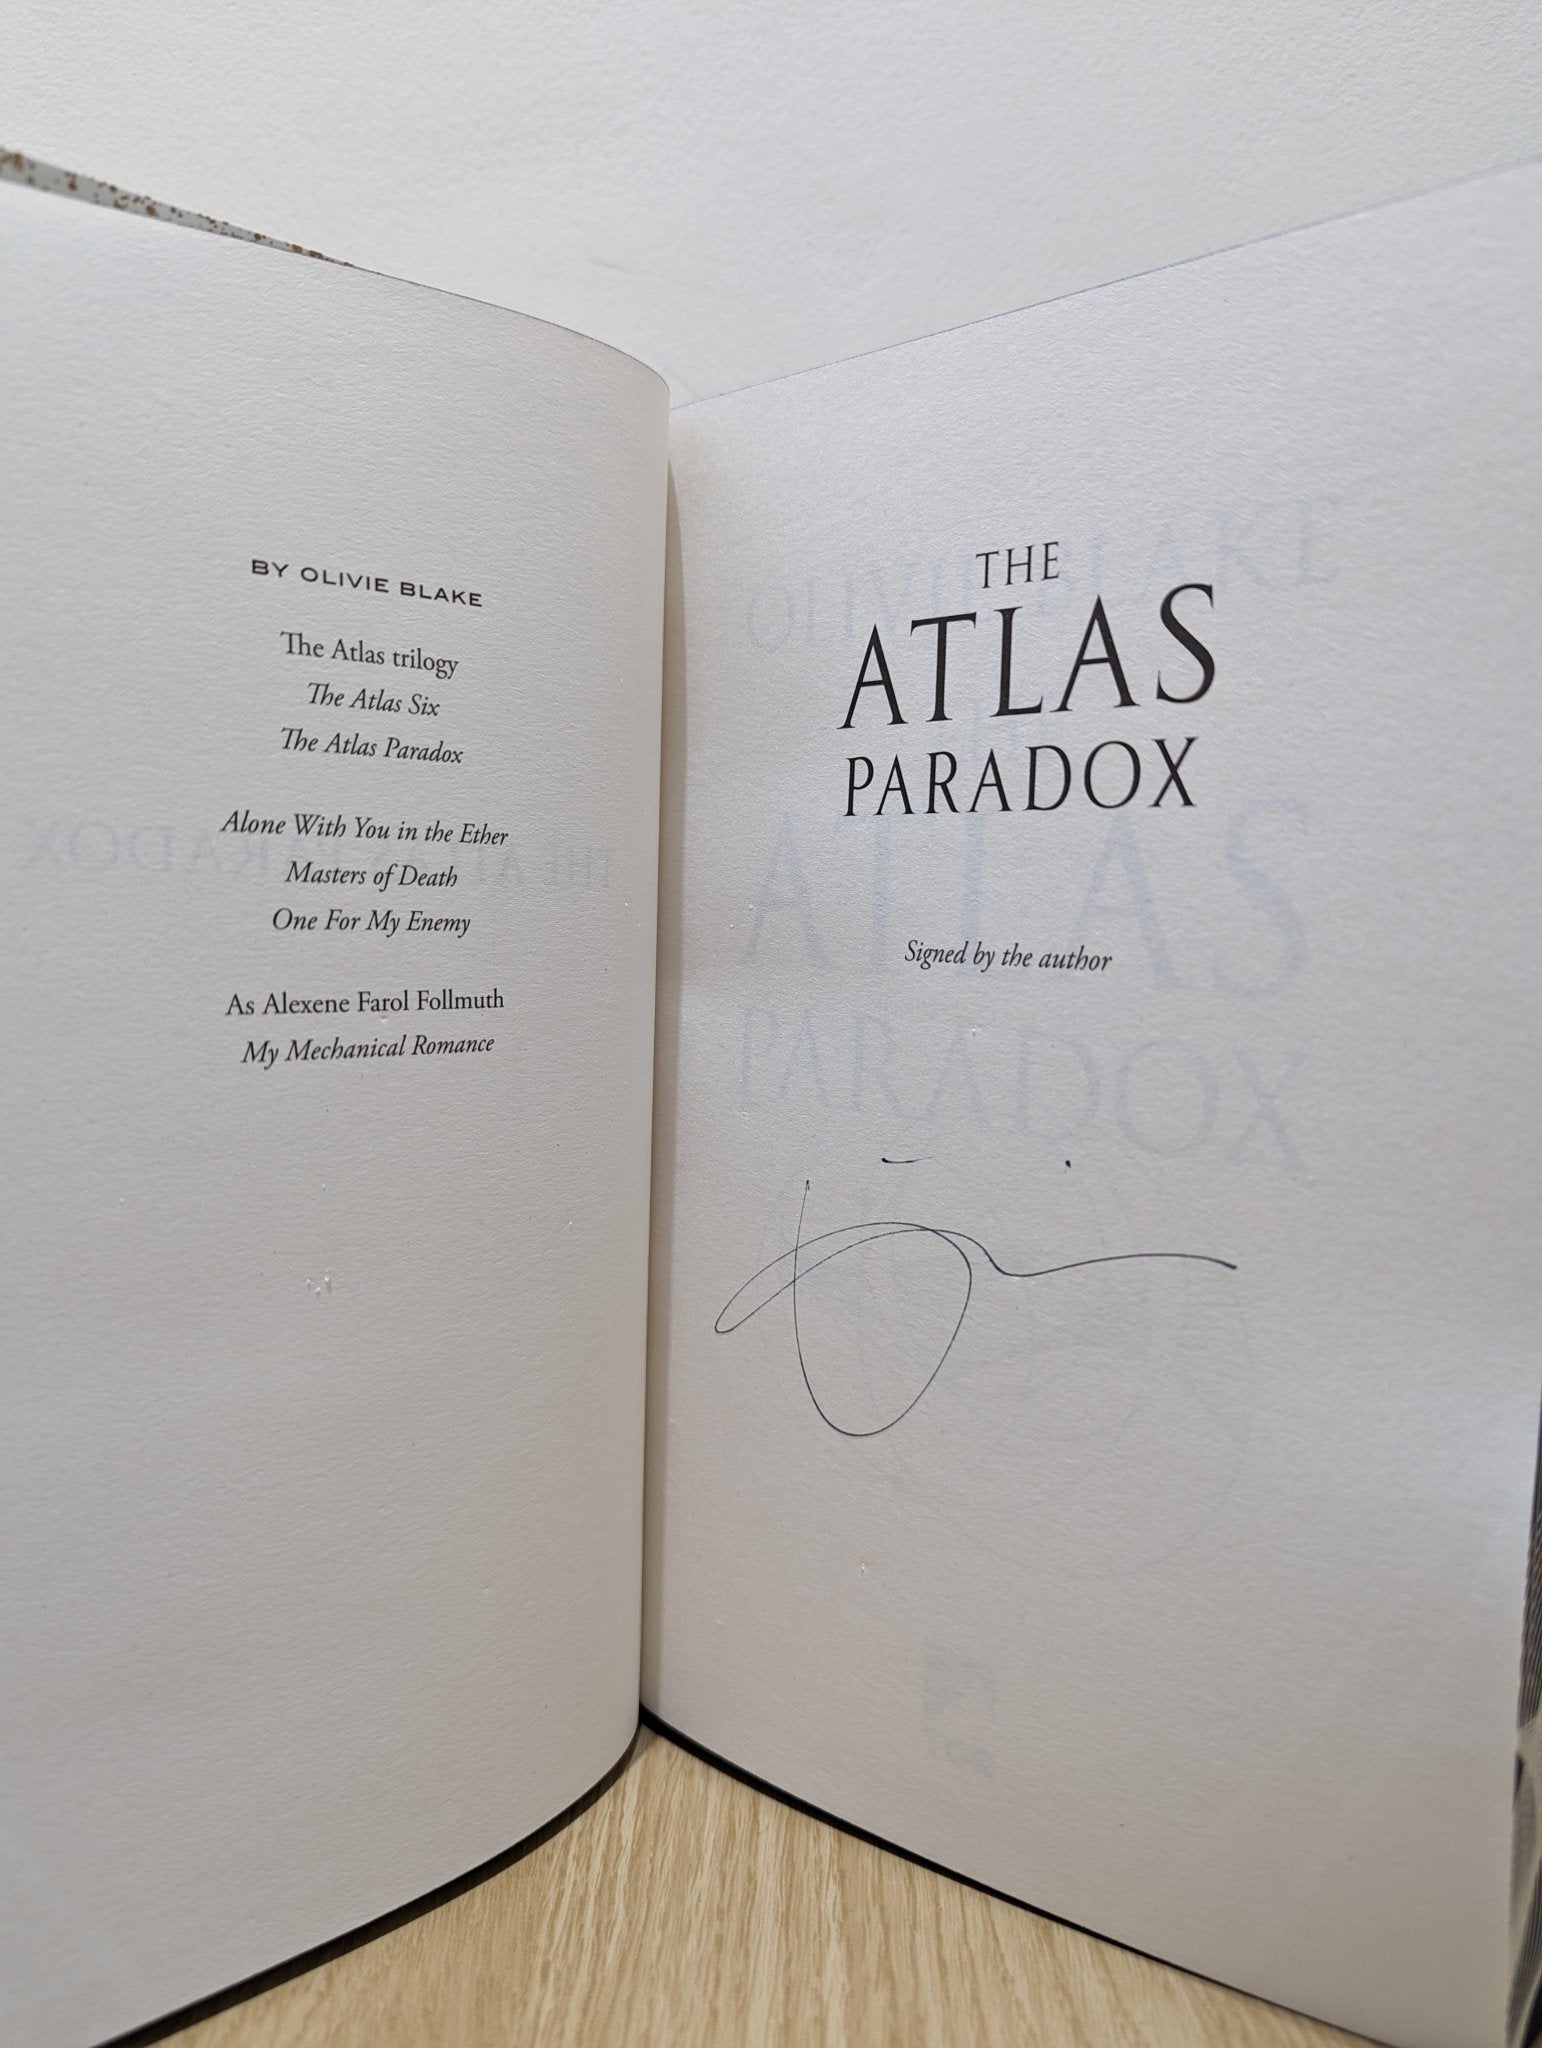 BY OLIVIE BLAKE
The Atlas trilogy
The Atlas Six
The Atlas Paradox
Alone With You in the Ether
Masters of Death
One For My Enemy
As Alexene Farol Follmuth
My Mechanical Romance
THE
ATLAS
PARADOX
Signed by the author